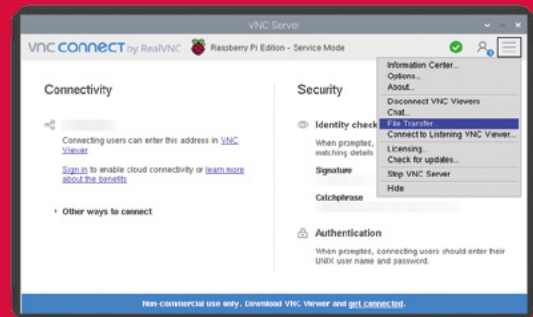 VNC Server
VNC CONNECT by RealVNC Raspberry Pi Edition - Service Mode
Connectivity
Connecting users can enter this address in VNC
Viewer
Sign in to enable cloud connectivity or learn more
about the benefits
Other ways to connect
Security
Identity check
When prompted,
matching details
Signature
Catchphrase
Authentication
When prompted, connecting users should enter their
UNIX user name and password.
Information Center...
Options...
About...
Disconnect VNC Viewers
Chat...
File Transfer
Connect to Listening VNC Viewer...
Licensing...
Check for updates...
Stop VNC Server
Hide
Non-commercial use only. Download VNC Viewer and get connected.